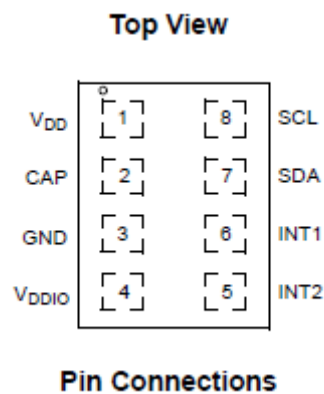 Top View
VDD 1 8 SCL
CAP 2 7 SDA
GND 3 6 INT1
VDDIO 4 5 INT2
Pin Connections